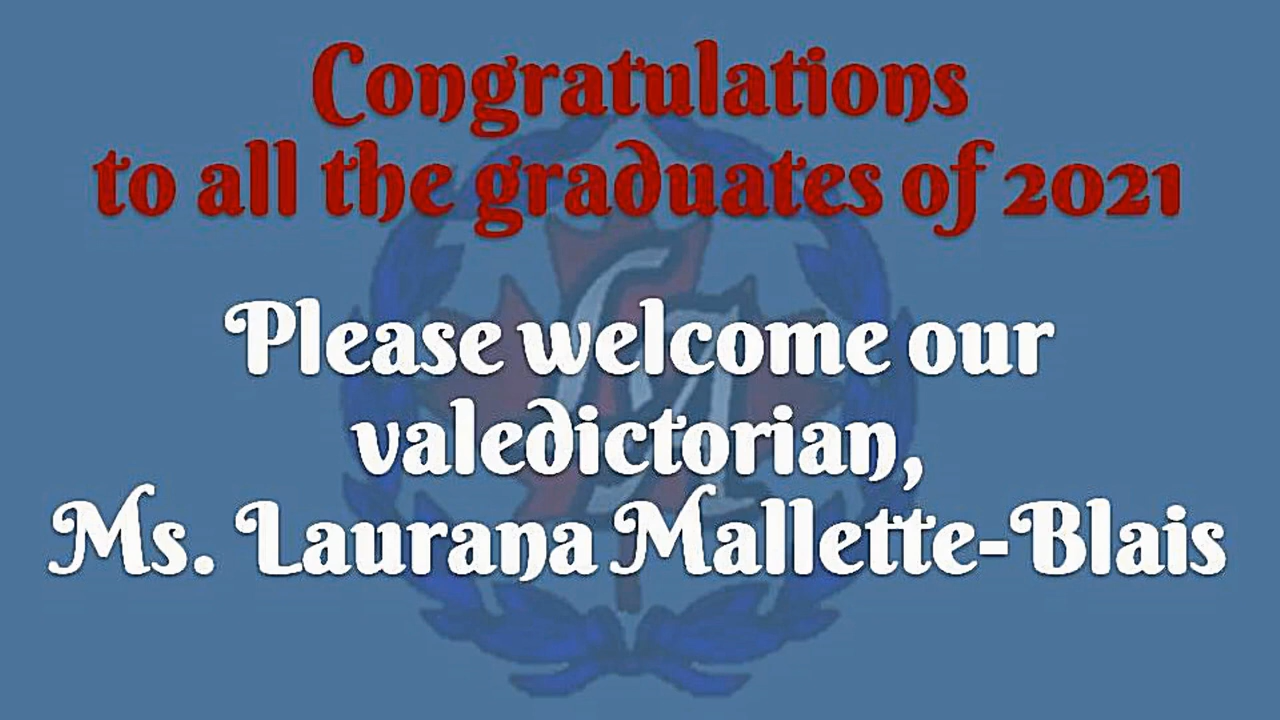 Congratulations
to all the graduates of 2021
Please welcome our
valedictorian,
Ms. Laurana Mallette-Blais